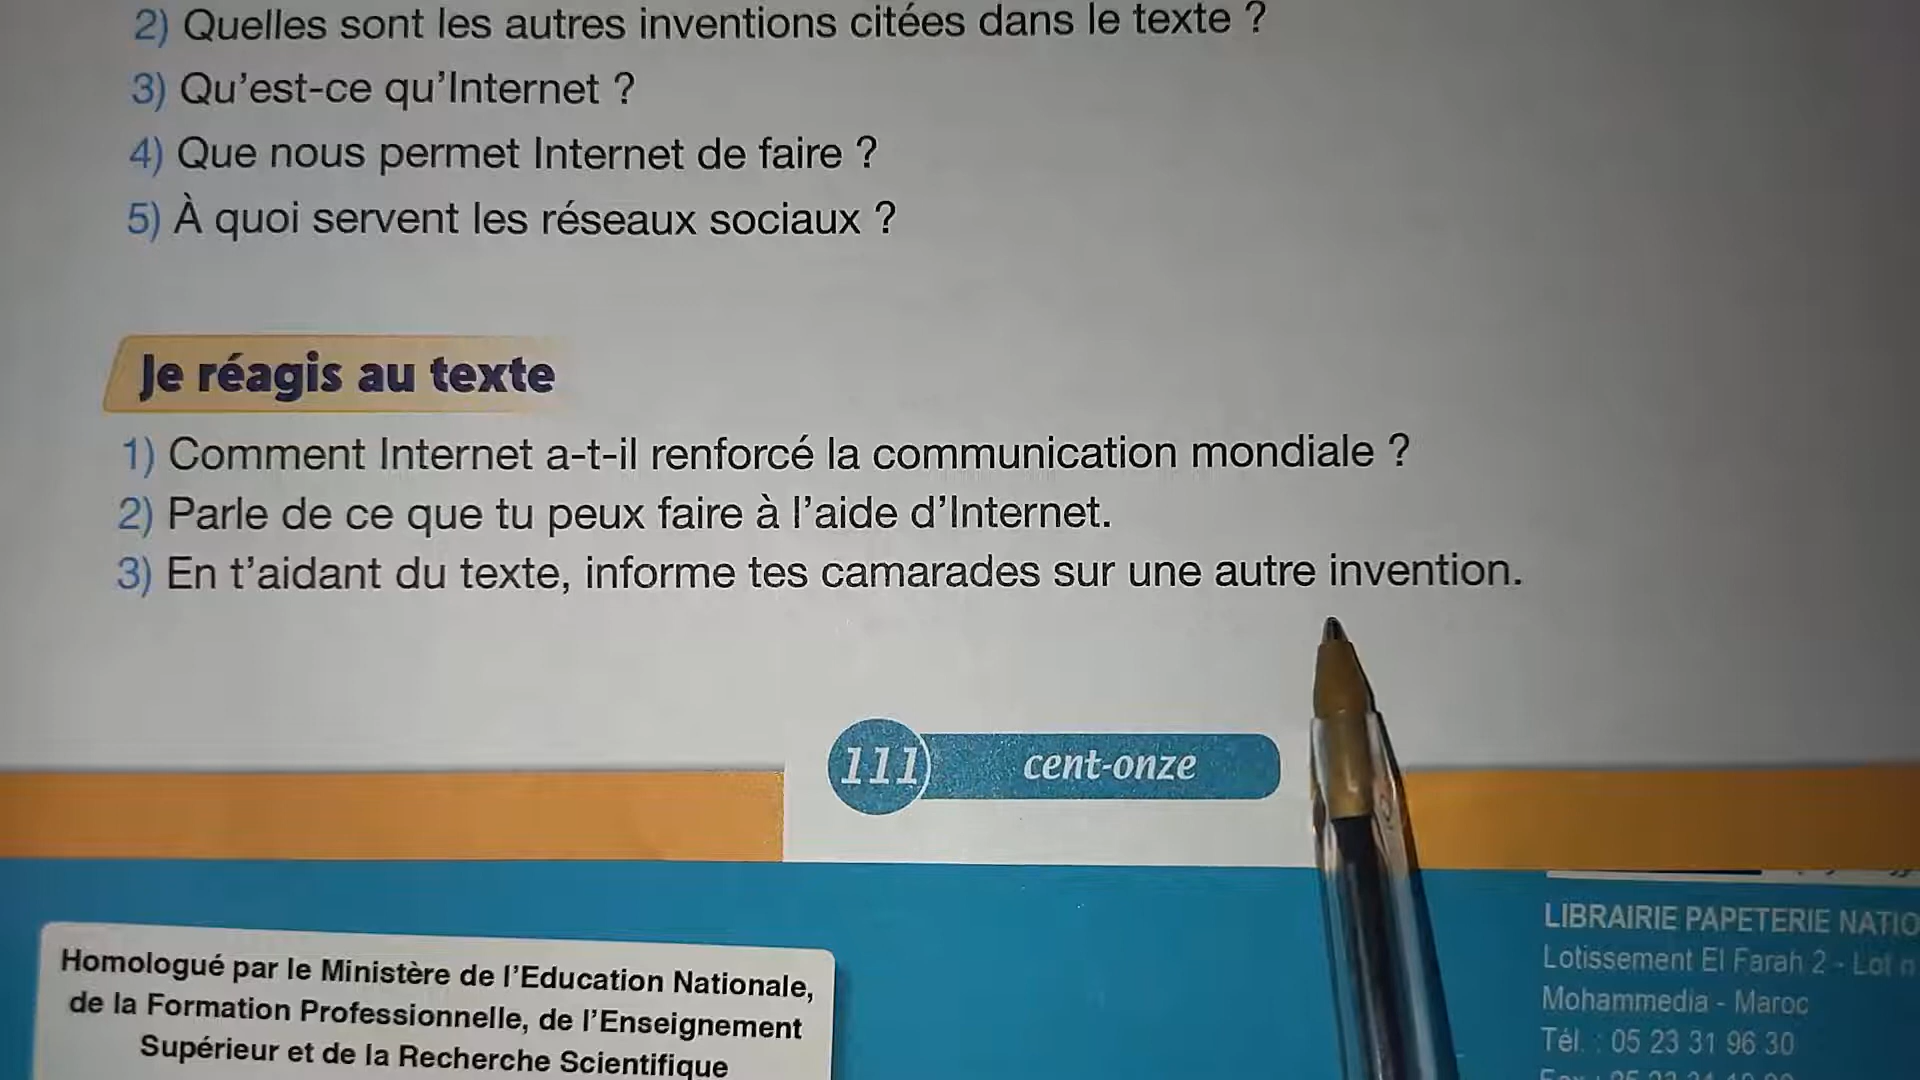 2) Quelles sont les autres inventions citées dans le texte ?
3) Qu'est-ce qu'Internet ?
4) Que nous permet Internet de faire ?
5) À quoi servent les réseaux sociaux ?
Je réagis au texte
1) Comment Internet a-t-il renforcé la communication mondiale ?
2) Parle de ce que tu peux faire à l'aide d'Internet.
3) En t'aidant du texte, informe tes camarades sur une autre invention.
111 cent-onze
Homologué par le Ministère de l'Education Nationale,
de la Formation Professionnelle, de l'Enseignement
Supérieur et de la Recherche Scientifique
LIBRAIRIE PAPETERIE NATIO
Lotissement El Farah 2 - Lot n
Mohammedia - Maroc
Tél. : 05 23 31 96 30